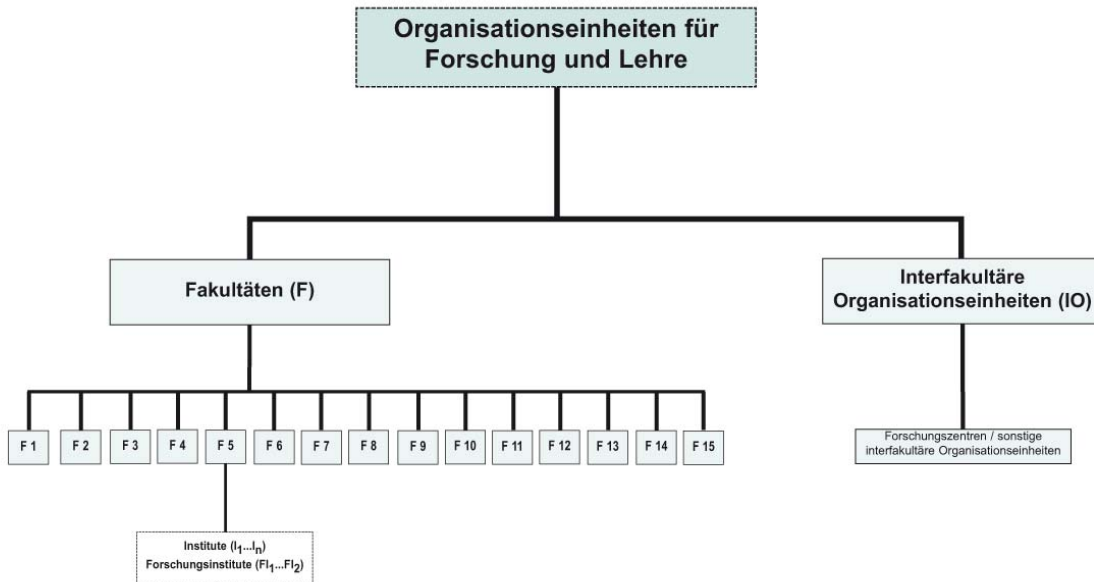 Organisationseinheiten für
Forschung und Lehre
Fakultäten (F)
Interfakultäre
Organisationseinheiten (IO)
F 1
F 2
F 3
F 4
F 5
F 6
F 7
F 8
F 9
F 10
F 11
F 12
F 13
F 14
F 15
Forschungszentren / sonstige
interfakultäre Organisationseinheiten
Institute (I1...In)
Forschungsinstitute (FI1...FI2)